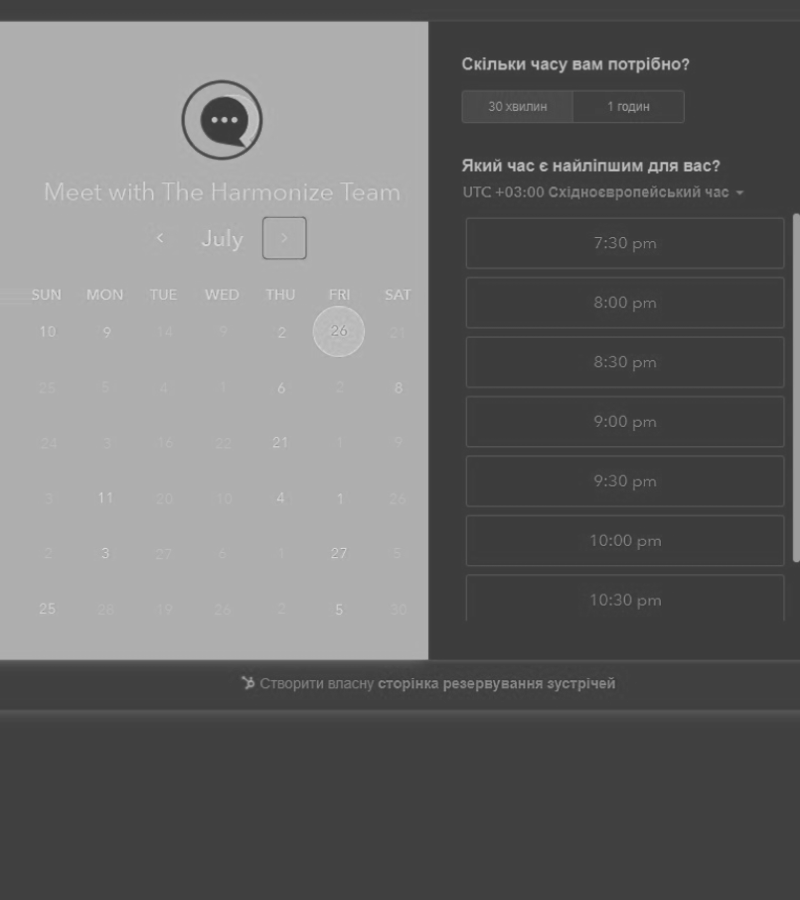 Meet with The Harmonize Team
< July >
SUN MON TUE WED THU FRI SAT
10 9 14 9 2 26 21
25 5 4 1 6 2 8
24 3 16 22 21 1 9
3 11 20 10 4 1 26
2 3 27 6 1 27 5
25 28 19 26 2 5 30
Скільки часу вам потрібно?
30 хвилин 1 годин
Який час є найліпшим для вас?
UTC +03:00 Східноєвропейський час
7:30 pm
8:00 pm
8:30 pm
9:00 pm
9:30 pm
10:00 pm
10:30 pm
Створити власну сторінка резервування зустрічей